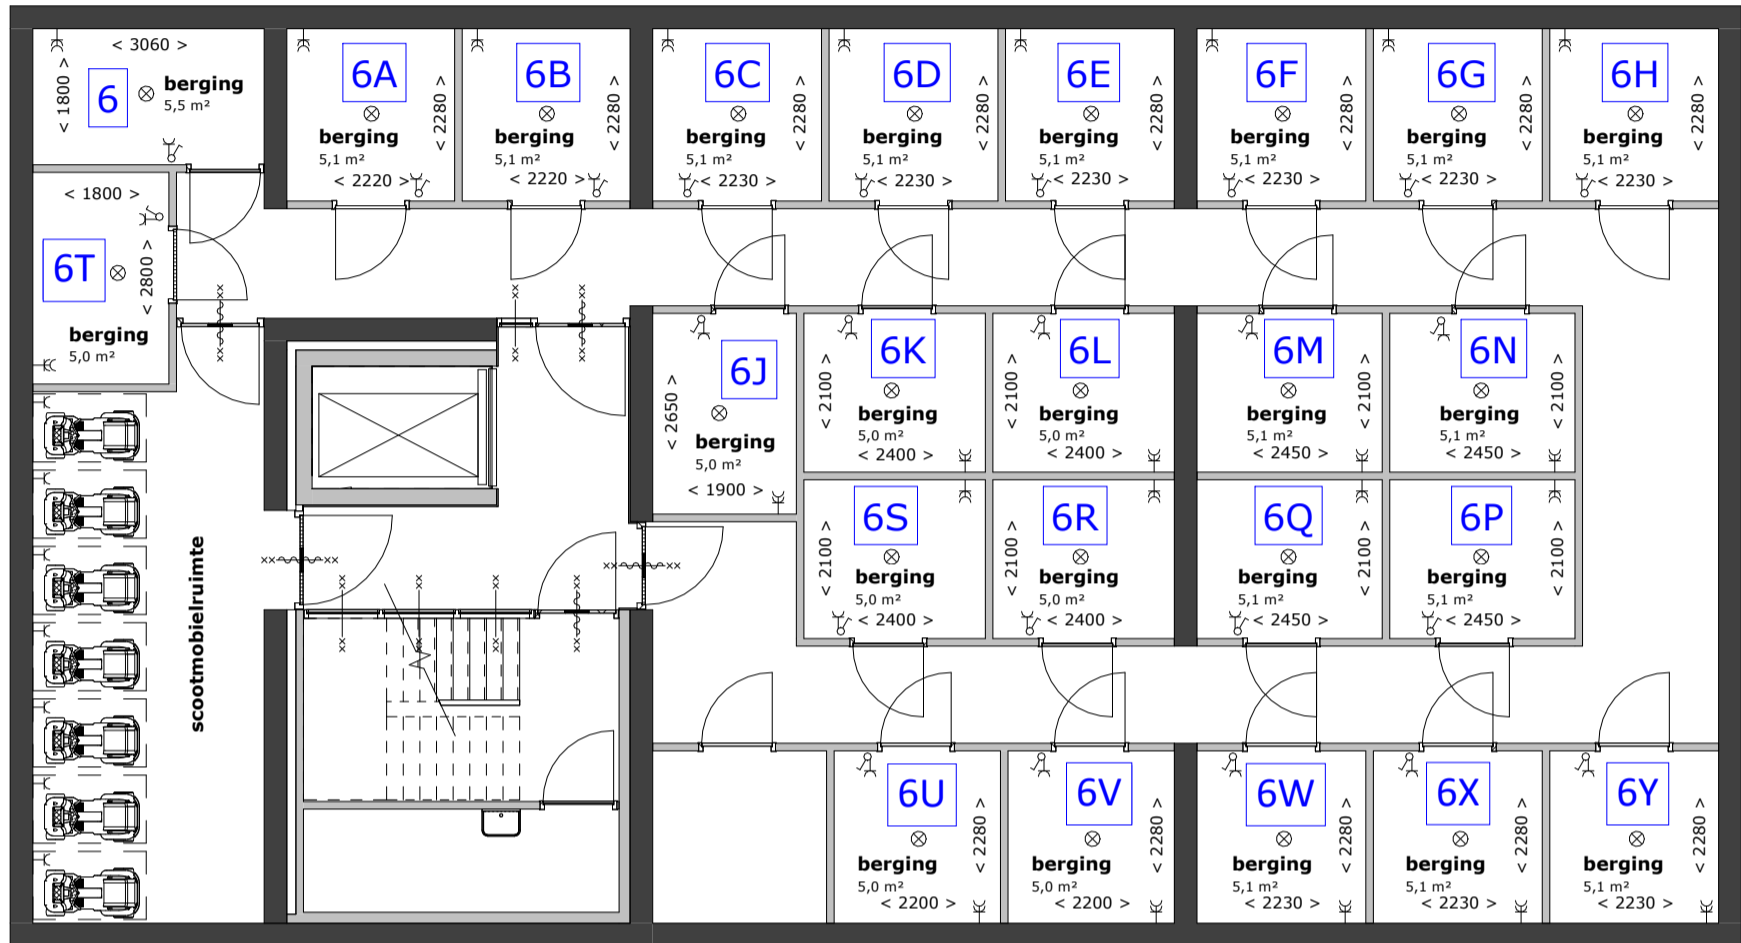 < 3060 >
< 1800 >
6
berging
5,5 m²
6A
< 2280 >
berging
5,1 m²
< 2220 >
6B
< 2280 >
berging
5,1 m²
< 2220 >
6C
< 2280 >
berging
5,1 m²
< 2230 >
6D
< 2280 >
berging
5,1 m²
< 2230 >
6E
< 2280 >
berging
5,1 m²
< 2230 >
6F
< 2280 >
berging
5,1 m²
< 2230 >
6G
< 2280 >
berging
5,1 m²
< 2230 >
6H
< 2280 >
berging
5,1 m²
< 2230 >
< 1800 >
6T
< 2800 >
berging
5,0 m²
6J
< 2650 >
berging
5,0 m²
< 1900 >
6K
< 2100 >
berging
5,0 m²
< 2400 >
6L
< 2100 >
berging
5,0 m²
< 2400 >
6M
< 2100 >
berging
5,1 m²
< 2450 >
6N
< 2100 >
berging
5,1 m²
< 2450 >
6S
< 2100 >
berging
5,0 m²
< 2400 >
6R
< 2100 >
berging
5,0 m²
< 2400 >
6Q
< 2100 >
berging
5,1 m²
< 2450 >
6P
< 2100 >
berging
5,1 m²
< 2450 >
scootmobielruimte
6U
< 2280 >
berging
5,0 m²
< 2200 >
6V
< 2280 >
berging
5,0 m²
< 2200 >
6W
< 2280 >
berging
5,1 m²
< 2230 >
6X
< 2280 >
berging
5,1 m²
< 2230 >
6Y
< 2280 >
berging
5,1 m²
< 2230 >